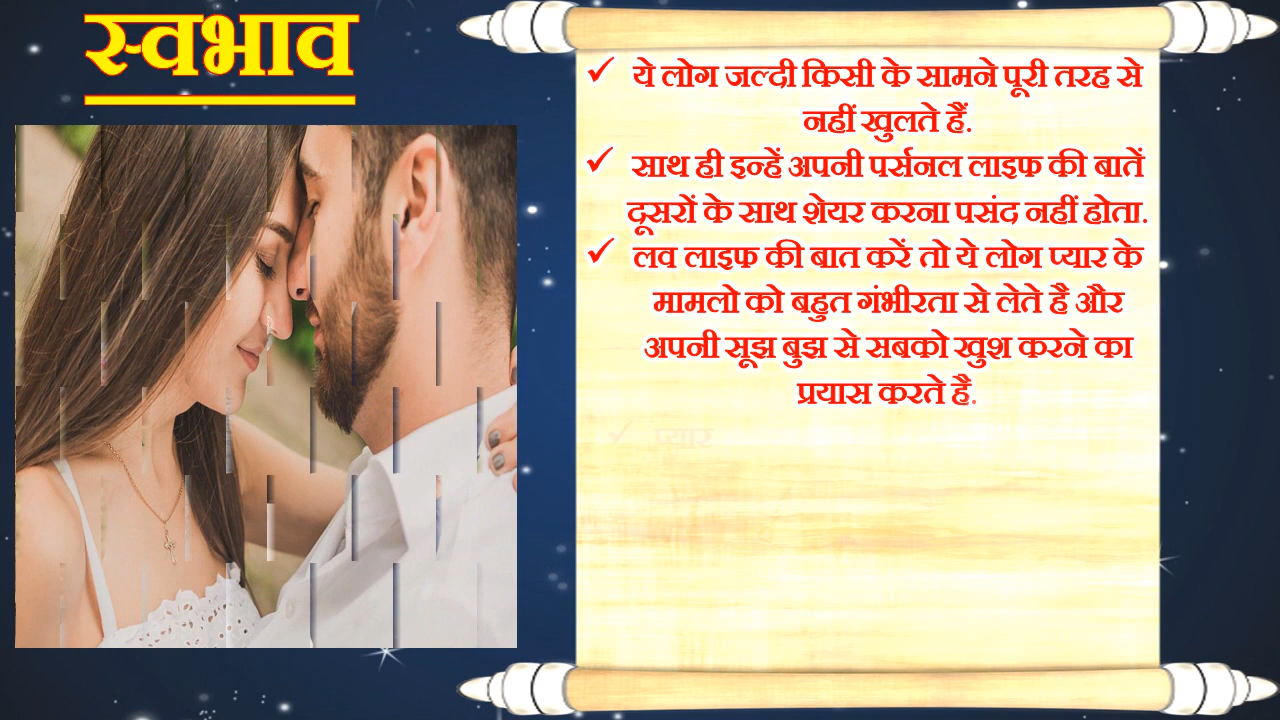 स्वभाव
✓ ये लोग जल्दी किसी के सामने पूरी तरह से
नहीं खुलते हैं.
✓ साथ ही इन्हें अपनी पर्सनल लाइफ की बातें
दूसरों के साथ शेयर करना पसंद नहीं होता.
✓ लव लाइफ की बात करें तो ये लोग प्यार के
मामलो को बहुत गंभीरता से लेते है और
अपनी सूझ बुझ से सबको खुश करने का
प्रयास करते है.
✓ प्यार